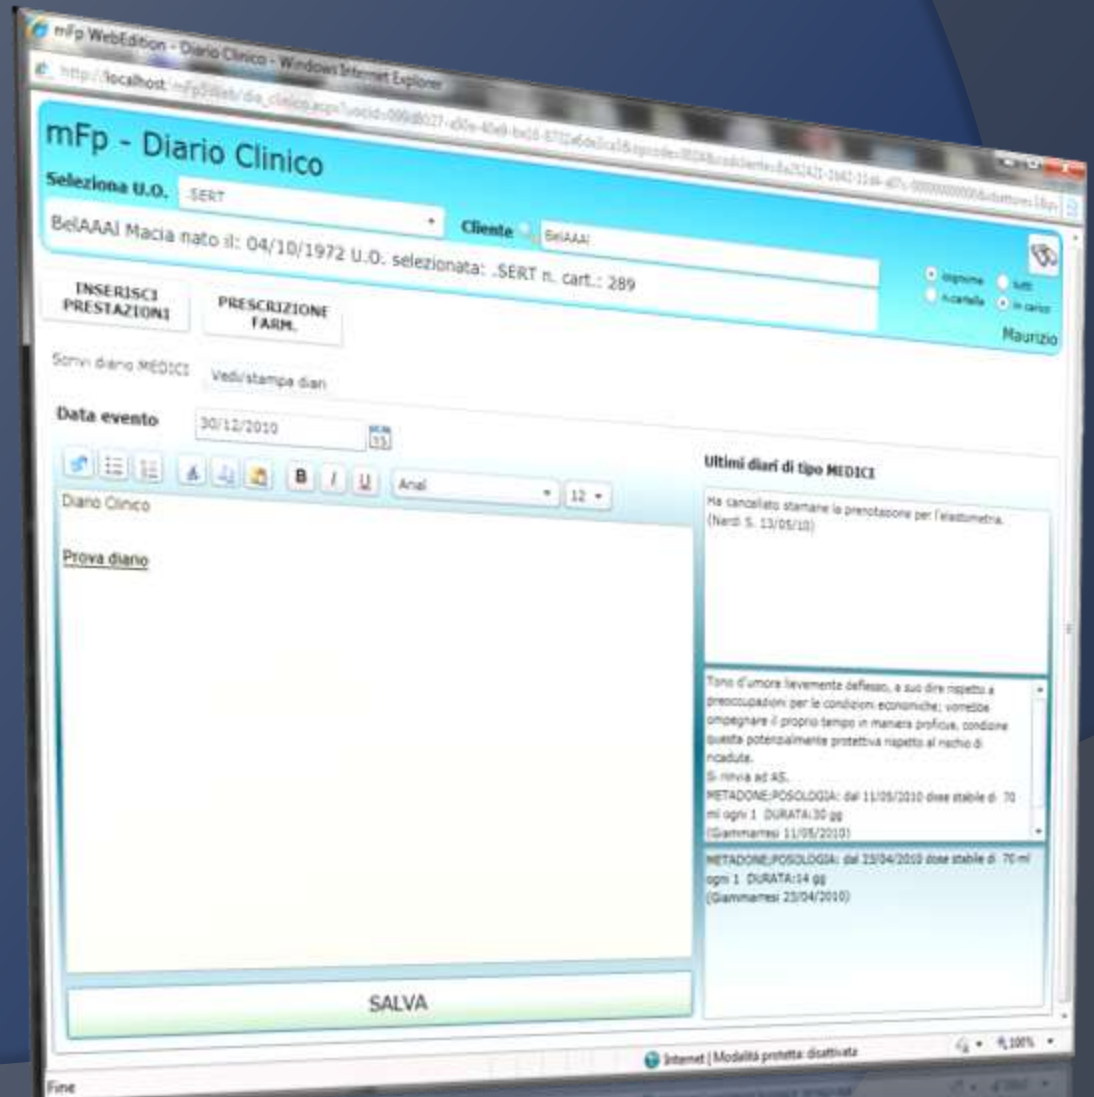 mFp WebEdition - Diario Clinico - Windows Internet Explorer
http://localhost
mFp - Diario Clinico
Seleziona U.O. .SERT
Cliente BelAAAl
BelAAAl Macia nato il: 04/10/1972 U.O. selezionata: .SERT n. cart.: 289
cognome tutti
n.cartella in carico
Maurizio
INSERISCI
PRESTAZIONI
PRESCRIZIONE
FARM.
Scrivi diario MEDICI Vedi/stampa diari
Data evento 30/12/2010 15
B I U Arial 12
Diario Clinico
Prova diario
Ultimi diari di tipo MEDICI
Ha cancellato stamane la prenotazione per l'elastometria.
(Nardi S. 13/05/10)
Tono d'umore lievemente deflesso, a suo dire rispetto a
preoccupazioni per le condizioni economiche; vorrebbe
impegnare il proprio tempo in maniera proficua, condizione
questa potenzialmente protettiva rispetto al rischio di
ricadute.
Si rinvia ad AS.
METADONE;POSOLOGIA: dal 11/05/2010 dose stabile di 70
ml ogni 1 DURATA:30 gg
(Giammarresi 11/05/2010)
METADONE;POSOLOGIA: dal 23/04/2010 dose stabile di 70 ml
ogni 1 DURATA:14 gg
(Giammarresi 23/04/2010)
SALVA
Fine
Internet | Modalità protetta: disattivata
100%